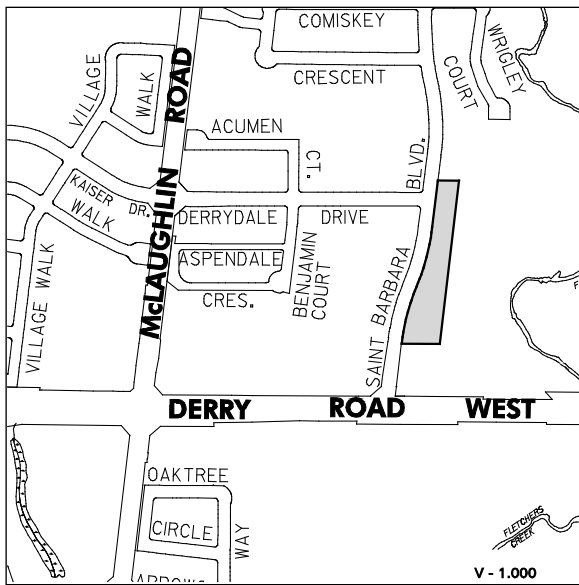 COMISKEY
CRESCENT
WRIGLEY
COURT
VILLAGE
WALK
McLAUGHLIN ROAD
ACUMEN
CT.
BLVD.
KAISER DR.
WALK
DERRYDALE DRIVE
ASPENDALE
CRES.
BENJAMIN
COURT
SAINT BARBARA
VILLAGE WALK
DERRY ROAD WEST
OAKTREE
CIRCLE
WAY
FLETCHERS
CREEK
V - 1.000